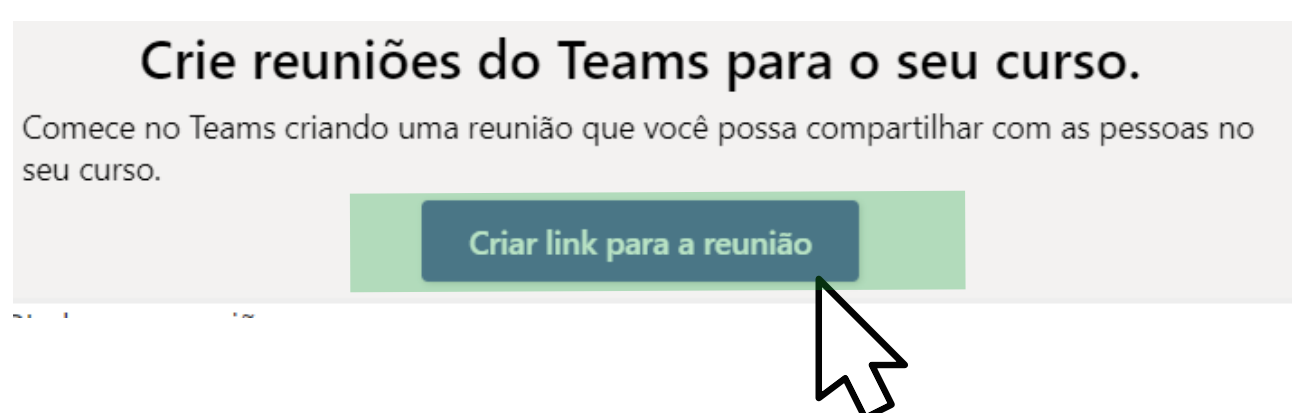 Crie reuniões do Teams para o seu curso.
Comece no Teams criando uma reunião que você possa compartilhar com as pessoas no
seu curso.
Criar link para a reunião